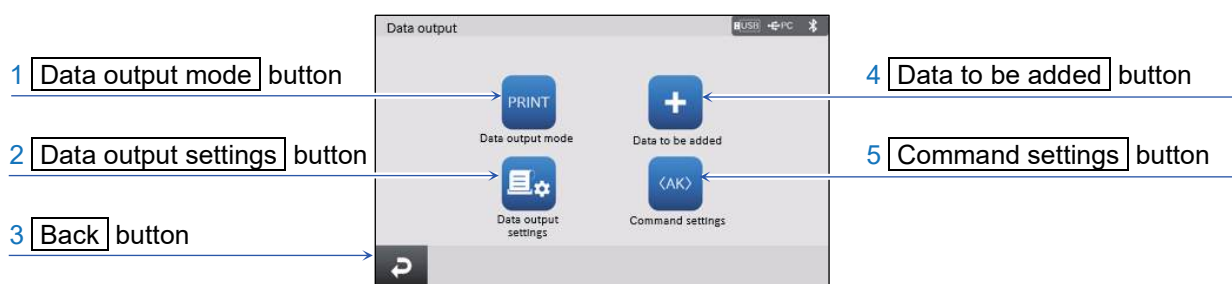 Data output
USB PC
1 Data output mode button
4 Data to be added button
PRINT
Data output mode
Data to be added
2 Data output settings button
5 Command settings button
<AK>
Data output
settings
Command settings
3 Back button